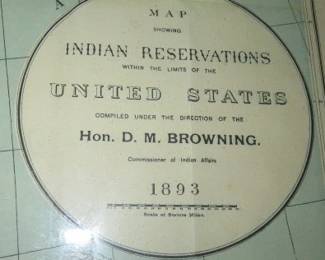 A
MAP
SHOWING
INDIAN RESERVATIONS
WITHIN THE LIMITS OF THE
UNITED STATES
COMPILED UNDER THE DIRECTION OF THE
Hon. D. M. BROWNING.
Commissioner of Indian Affairs
1893
Scale of Statute Miles.